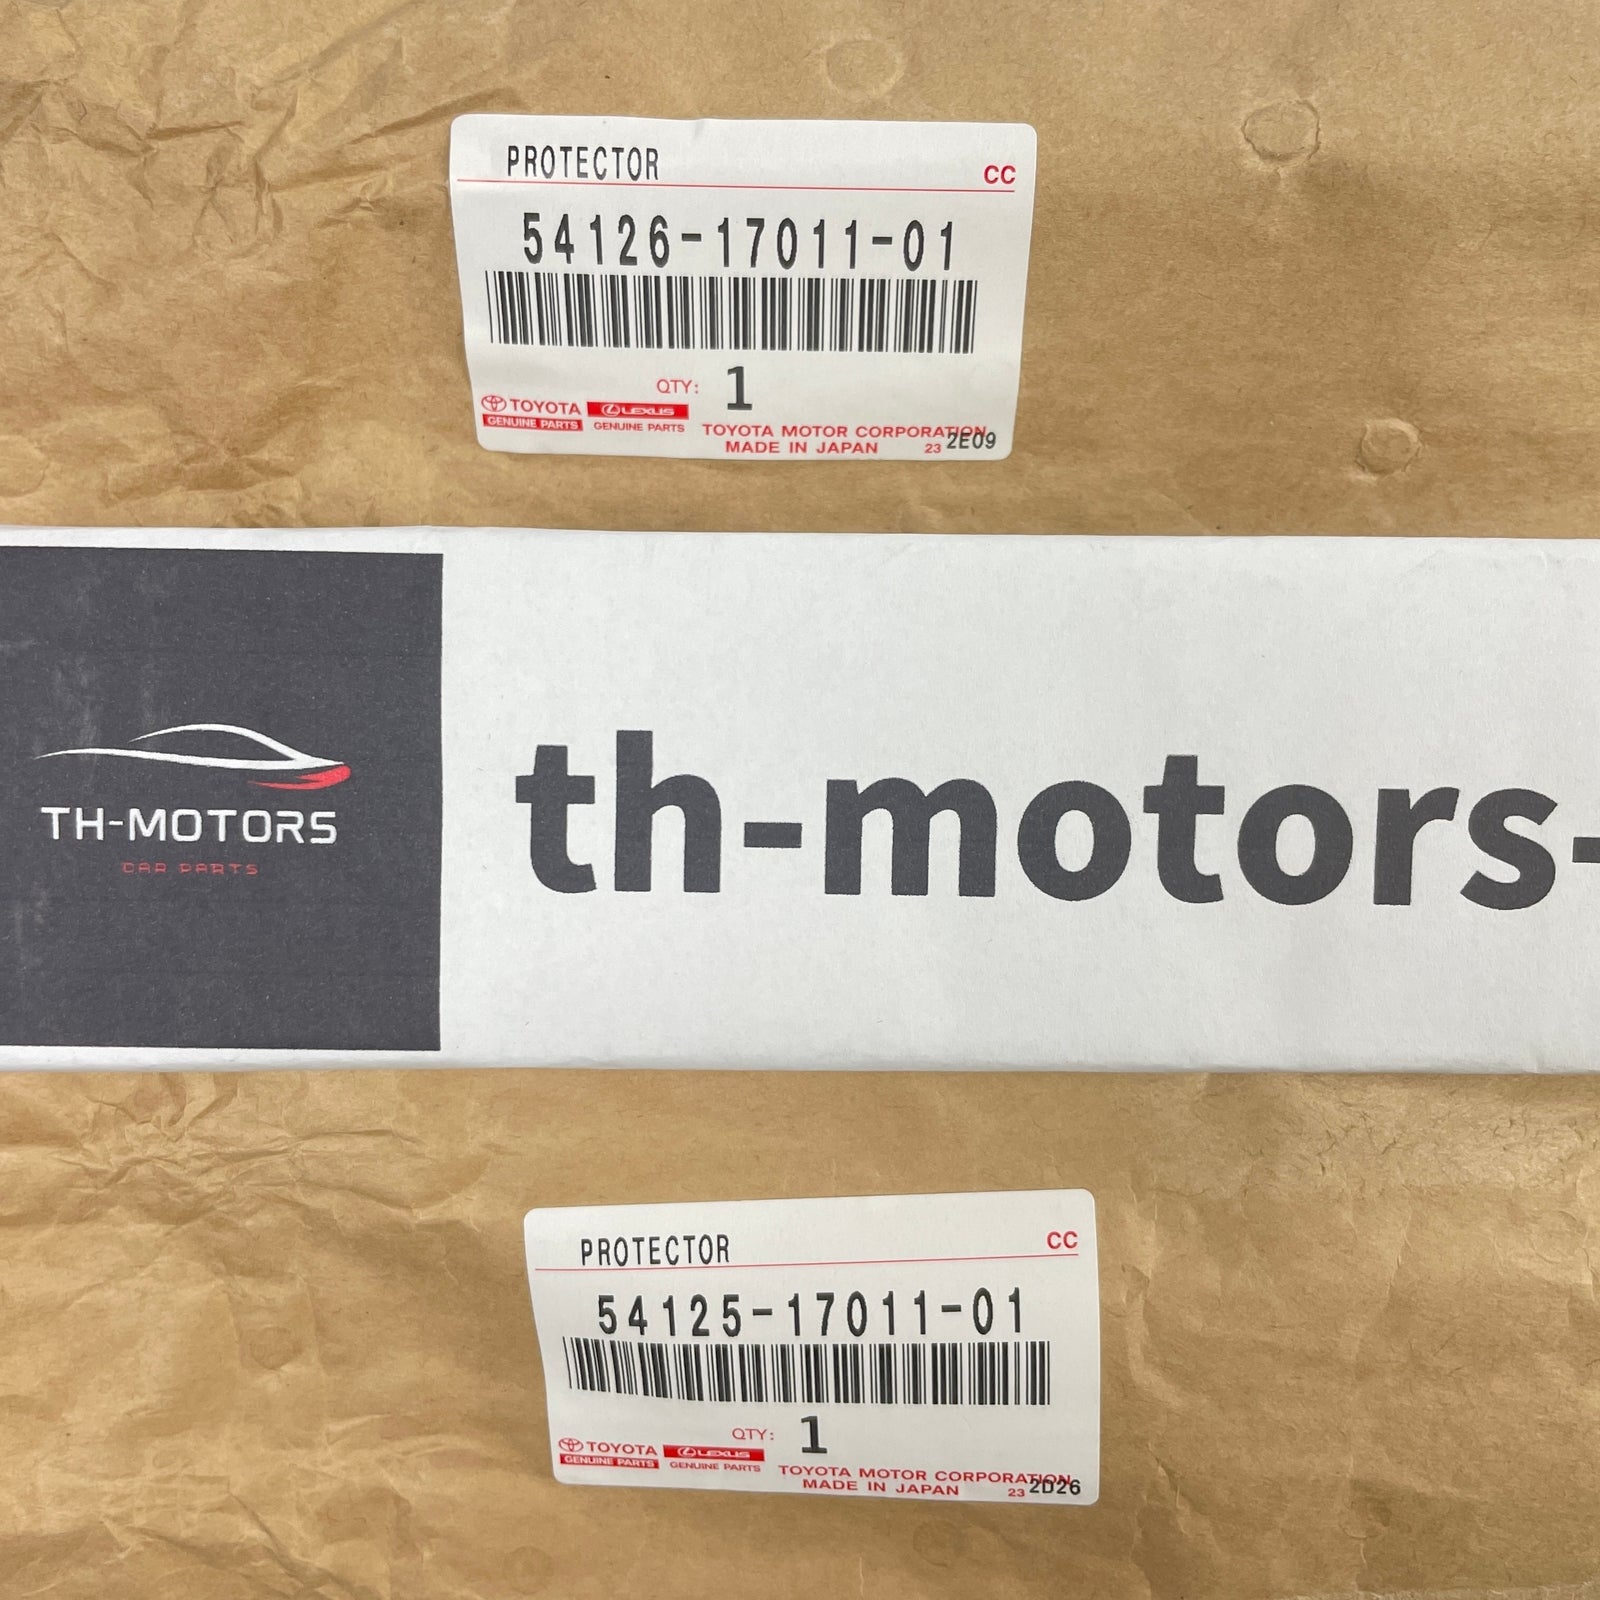 PROTECTOR
CC
54126-17011-01
QTY: 1
TOYOTA
GENUINE PARTS
LEXUS
GENUINE PARTS
TOYOTA MOTOR CORPORATION
MADE IN JAPAN
23 2E09
TH-MOTORS
CAR PARTS
th-motors-
PROTECTOR
CC
54125-17011-01
QTY: 1
TOYOTA
GENUINE PARTS
LEXUS
GENUINE PARTS
TOYOTA MOTOR CORPORATION
MADE IN JAPAN
23 2D26